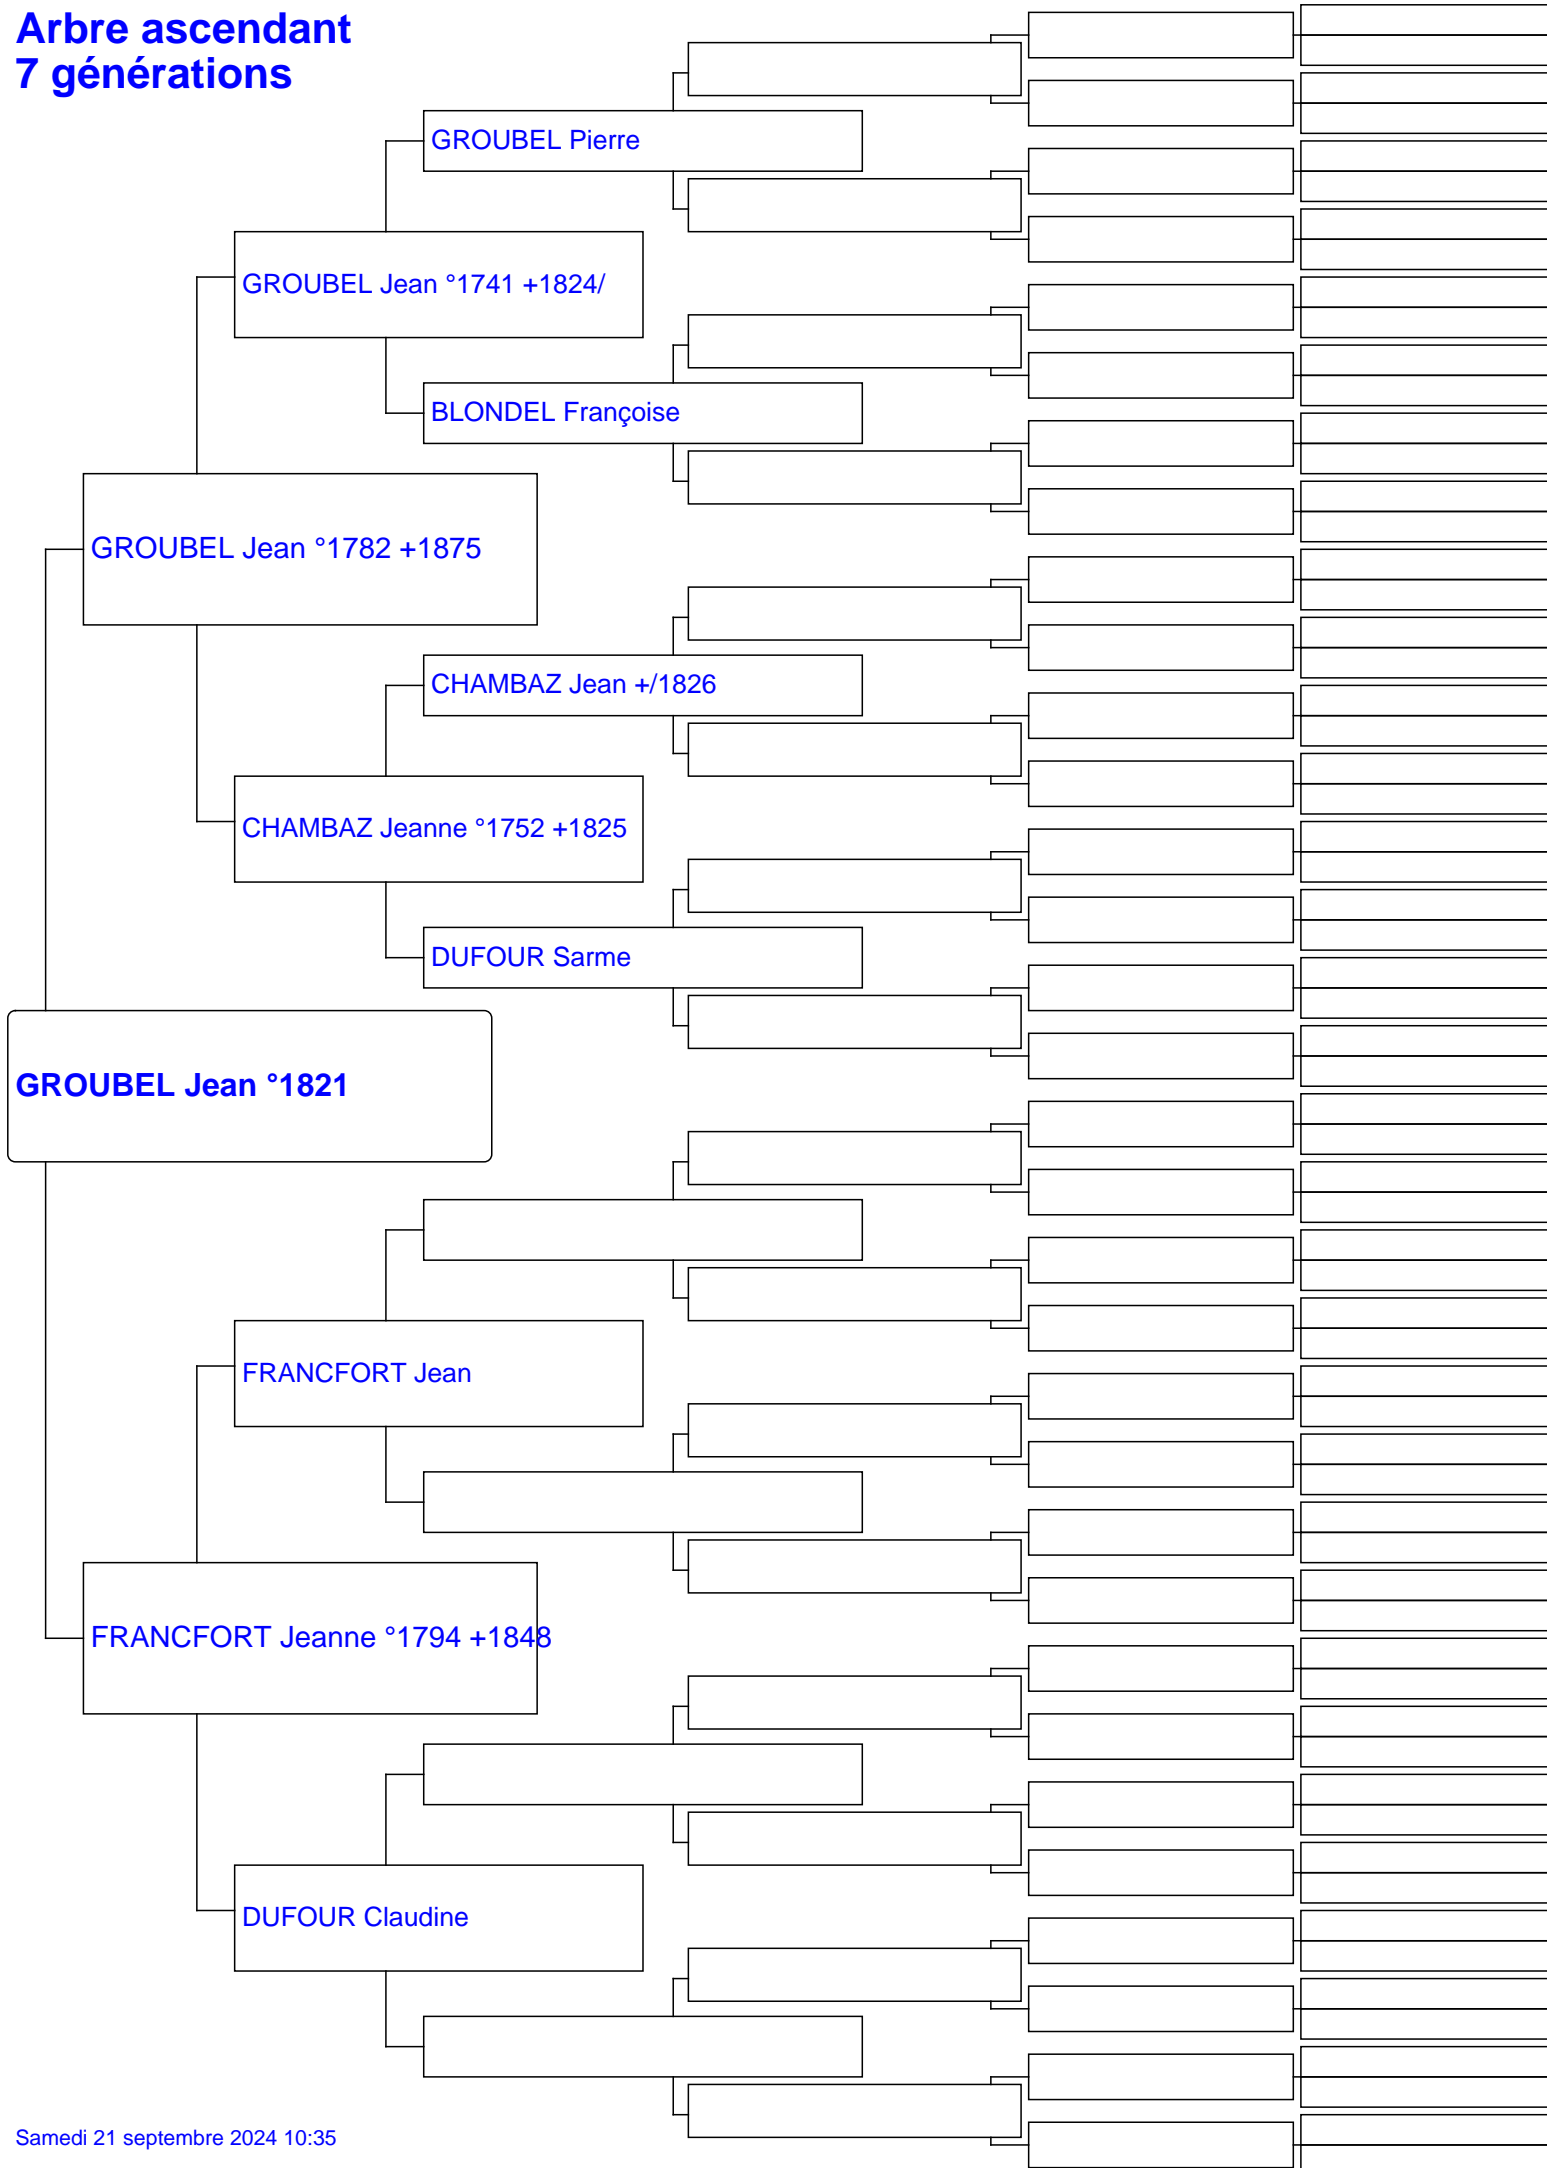 Arbre ascendant
7 générations
GROUBEL Pierre
GROUBEL Jean °1741 +1824/
BLONDEL Françoise
GROUBEL Jean °1782 +1875
CHAMBAZ Jean +/1826
CHAMBAZ Jeanne °1752 +1825
DUFOUR Sarme
GROUBEL Jean °1821
FRANCFORT Jean
FRANCFORT Jeanne °1794 +1848
DUFOUR Claudine
Samedi 21 septembre 2024 10:35